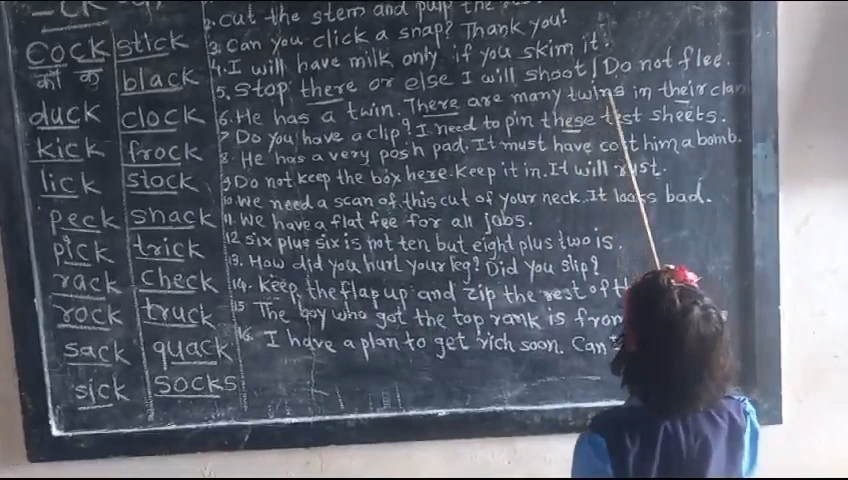 -CK
cock stick
का क black
duck clock
kick frock
lick stock
peck snack
pick trick
rack check
rock truck
sack quack
sick socks
2. Cut the stem and pulp the
3. Can you click a snap? Thank you!
4. I will have milk only if you skim it.
5. Stop there or else I will shoot! Do not flee.
6. He has a twin. There are many twins in their clan
7 Do you have a clip? I need to pin these test sheets.
8. He has a very posh pad. It must have cost him a bomb.
9 Do not keep the box here. Keep it in. It will rust.
10. We need a scan of this cut of your neck. It looks bad.
11. We have a flat fee for all jobs.
12 six plus six is not ten but eight plus two is.
13. How did you hurt your leg? Did you slip?
14. Keep the flap up and zip the rest of
15 The boy who got the top rank is from
16. I have a plan to get rich soon. Can